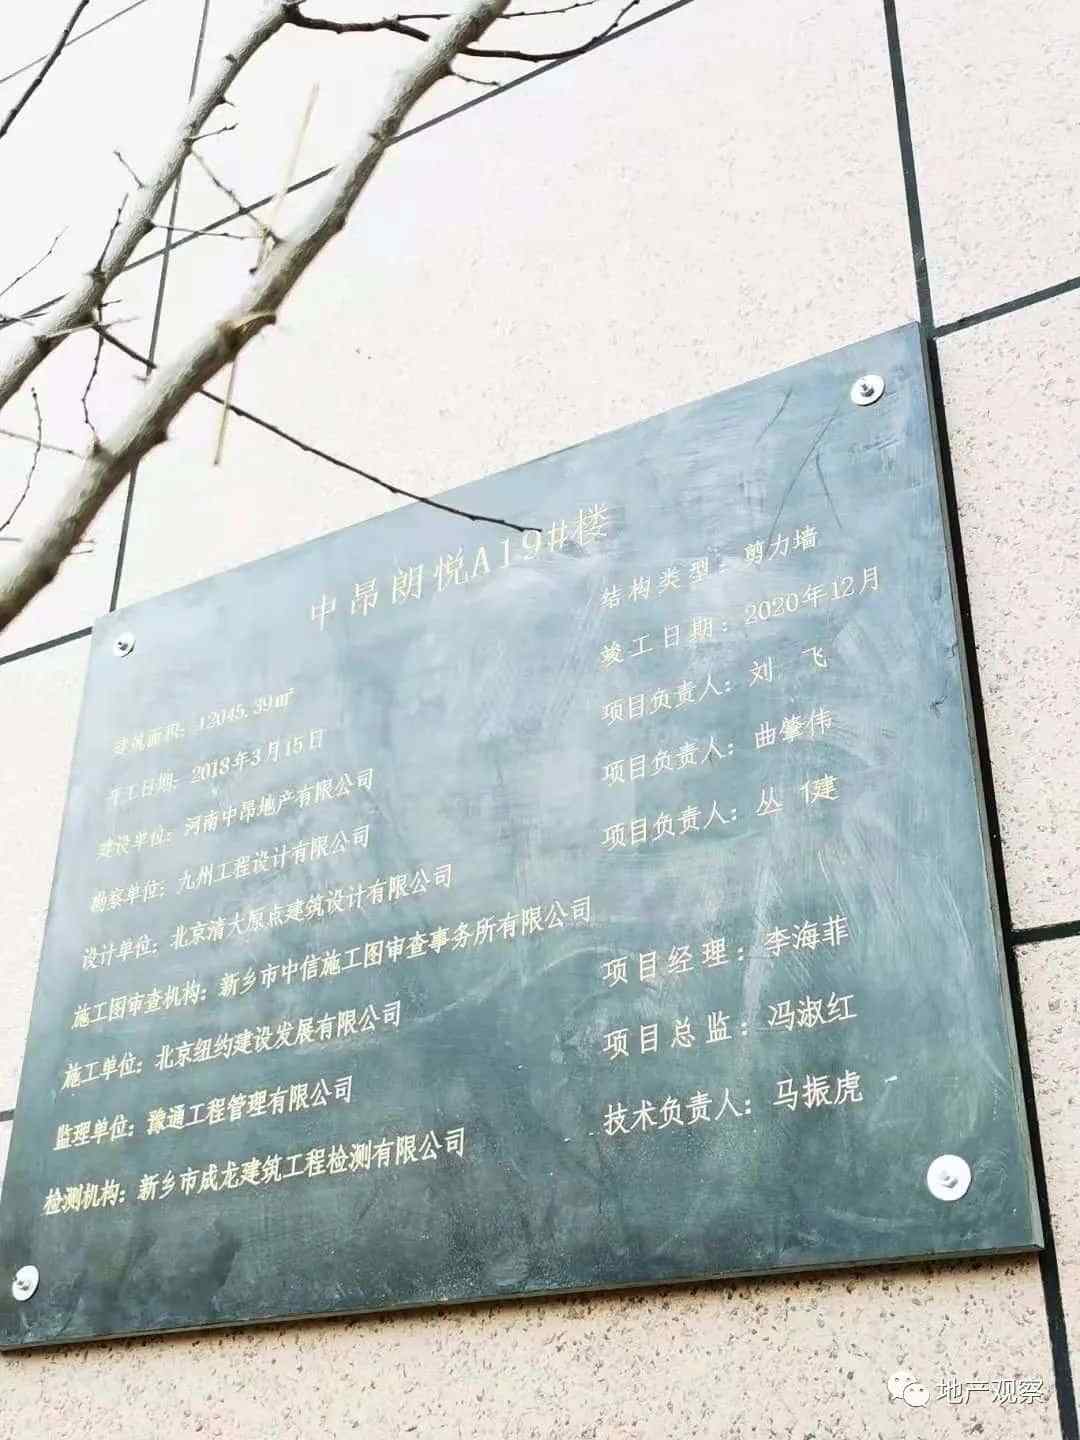 中昂朗悦A19#楼
建筑面积：12045.39㎡ 结构类型：剪力墙
开工日期：2018年3月15日 竣工日期：2020年12月
建设单位：河南中昂地产有限公司 项目负责人：刘 飞
勘察单位：九州工程设计有限公司 项目负责人：曲肇伟
设计单位：北京清大原点建筑设计有限公司 项目负责人：丛 健
施工图审查机构：新乡市中信施工图审查事务所有限公司
施工单位：北京纽约建设发展有限公司 项目经理：李海菲
监理单位：豫通工程管理有限公司 项目总监：冯淑红
检测机构：新乡市成龙建筑工程检测有限公司 技术负责人：马振虎
地产观察